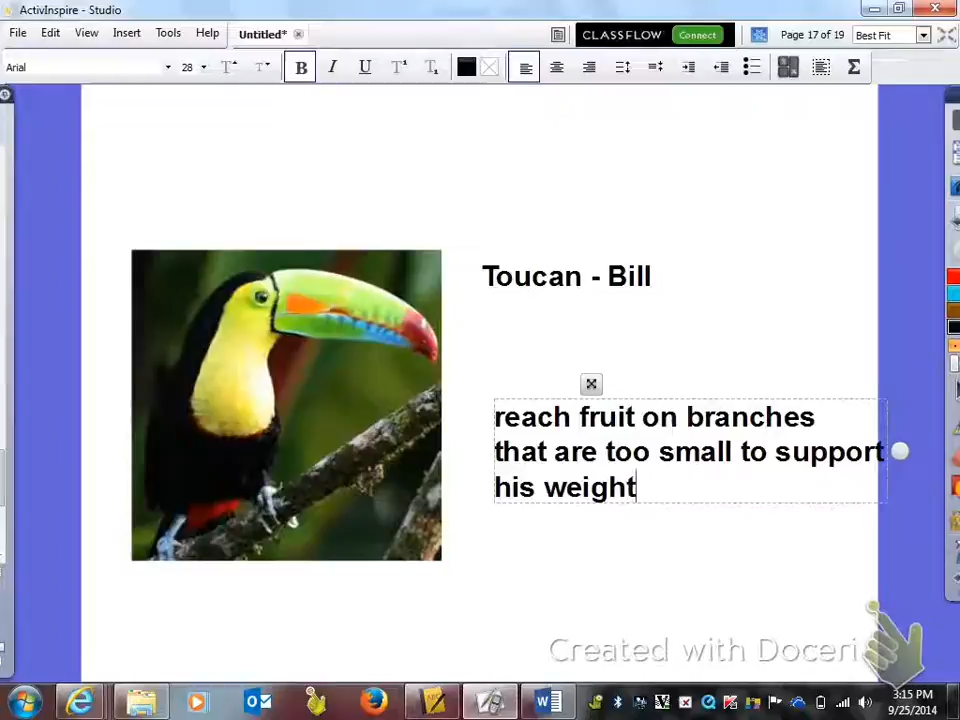 ActivInspire - Studio
File Edit View Insert Tools Help Untitled* CLASSFLOW Connect Page 17 of 19 Best Fit
Arial 28 B I U T T Σ
Toucan - Bill
reach fruit on branches
that are too small to support
his weight
Created with Doceri
3:15 PM
9/25/2014